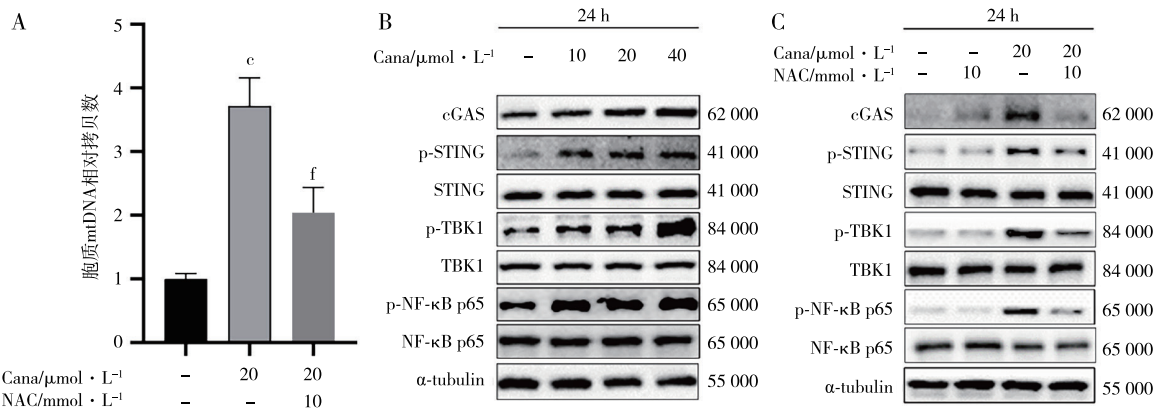 A
胞质mtDNA相对拷贝数
5
4
3
2
1
0
c
f
Cana/μmol·L⁻¹ – 20 20
NAC/mmol·L⁻¹ – – 10
B
24 h
Cana/μmol·L⁻¹ – 10 20 40
cGAS 62 000
p-STING 41 000
STING 41 000
p-TBK1 84 000
TBK1 84 000
p-NF-κB p65 65 000
NF-κB p65 65 000
α-tubulin 55 000
C
24 h
Cana/μmol·L⁻¹ – – 20 20
NAC/mmol·L⁻¹ – 10 – 10
cGAS 62 000
p-STING 41 000
STING 41 000
p-TBK1 84 000
TBK1 84 000
p-NF-κB p65 65 000
NF-κB p65 65 000
α-tubulin 55 000